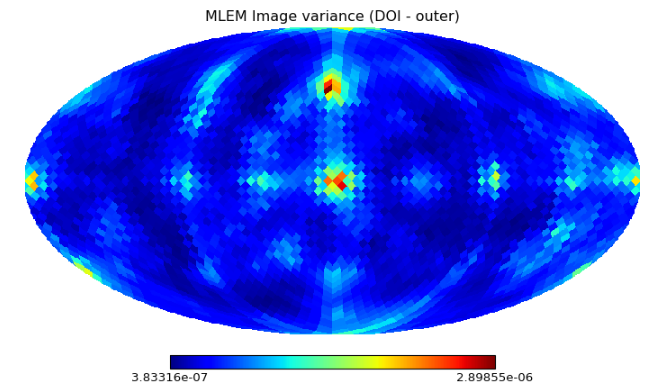 MLEM Image variance (DOI - outer)
3.83316e-07
2.89855e-06